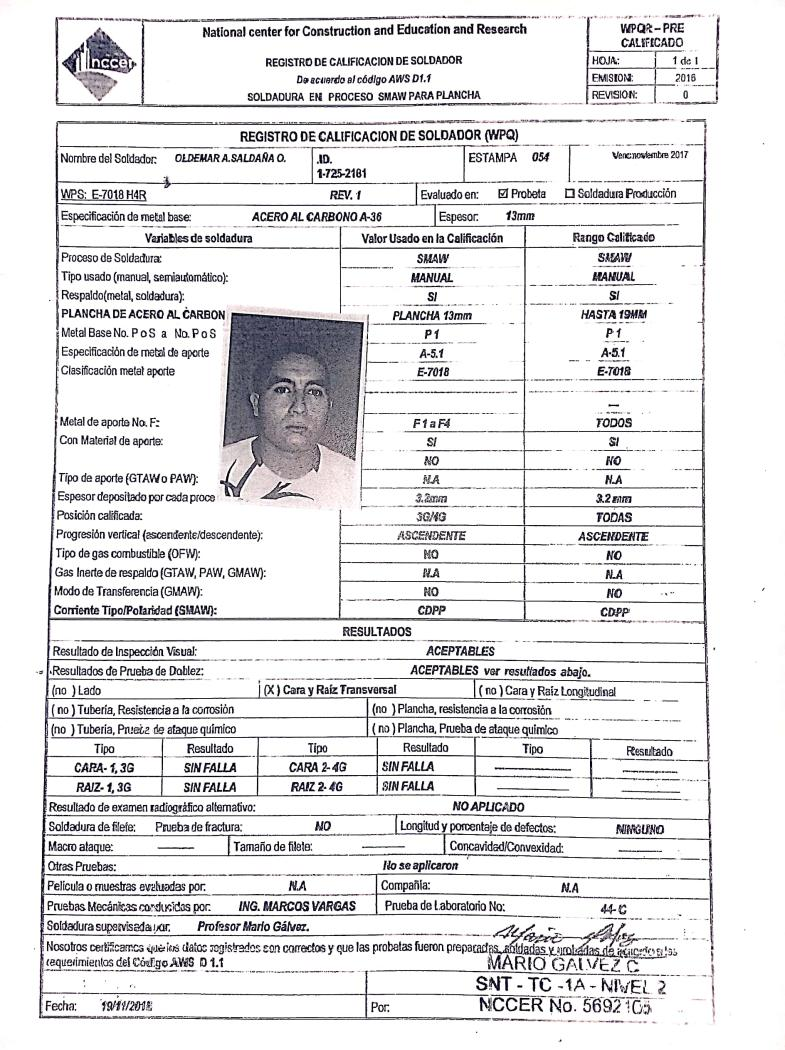 nccer
National center for Construction and Education and Research
REGISTRO DE CALIFICACION DE SOLDADOR
De acuerdo al código AWS D1.1
SOLDADURA EN PROCESO SMAW PARA PLANCHA
WPQR - PRE
CALIFICADO
HOJA: 1 de 1
EMISION: 2016
REVISION: 0
REGISTRO DE CALIFICACION DE SOLDADOR (WPQ)
Nombre del Soldador: OLDEMAR A.SALDAÑA O. .ID. ESTAMPA 054 Venc:noviembre 2017
1-725-2181
WPS: E-7018 H4R REV. 1 Evaluado en: ☑ Probeta ☐ Soldadura Producción
Especificación de metal base: ACERO AL CARBONO A-36 Espesor: 13mm
Variables de soldadura Valor Usado en la Calificación Rango Calificado
Proceso de Soldadura: SMAW SMAW
Tipo usado (manual, semiautomático): MANUAL MANUAL
Respaldo(metal, soldadura): SI SI
PLANCHA DE ACERO AL CARBON PLANCHA 13mm HASTA 19MM
Metal Base No. P o S a No. P o S P 1 P 1
Especificación de metal de aporte A-5.1 A-5.1
Clasificación metal aporte E-7018 E-7018
—
Metal de aporte No. F: F1 a F4 TODOS
Con Material de aporte: SI SI
NO NO
Tipo de aporte (GTAW o PAW): N.A N.A
Espesor depositado por cada proce 3.2mm 3.2 mm
Posición calificada: 3G/4G TODAS
Progresión vertical (ascendente/descendente): ASCENDENTE ASCENDENTE
Tipo de gas combustible (OFW): NO NO
Gas Inerte de respaldo (GTAW, PAW, GMAW): N.A N.A
Modo de Transferencia (GMAW): NO NO
Corriente Tipo/Polaridad (SMAW): CDPP CDPP
RESULTADOS
Resultado de Inspección Visual: ACEPTABLES
Resultados de Prueba de Doblez: ACEPTABLES ver resultados abajo.
(no ) Lado (X) Cara y Raíz Transversal ( no ) Cara y Raíz Longitudinal
( no ) Tubería, Resistencia a la corrosión (no ) Plancha, resistencia a la corrosión
(no ) Tubería, Prueba de ataque químico ( no ) Plancha, Prueba de ataque químico
Tipo Resultado Tipo Resultado Tipo Resultado
CARA- 1, 3G SIN FALLA CARA 2- 4G SIN FALLA
RAIZ- 1, 3G SIN FALLA RAIZ 2- 4G SIN FALLA
Resultado de examen radiográfico alternativo: NO APLICADO
Soldadura de filete: Prueba de fractura: NO Longitud y porcentaje de defectos: NINGUNO
Macro ataque: Tamaño de filete: Concavidad/Convexidad:
Otras Pruebas: No se aplicaron
Película o muestras evaluadas por: N.A Compañía: N.A
Pruebas Mecánicas conducidas por: ING. MARCOS VARGAS Prueba de Laboratorio No: 44-C
Soldadura supervisada por: Profesor Mario Gálvez.
Nosotros certificamos que los datos registrados son correctos y que las probetas fueron preparadas, soldadas y probadas de acuerdo a los
requerimientos del Código AWS D 1.1
MARIO GALVEZ C
SNT - TC -1A - NIVEL 2
Fecha: Por: NCCER No.